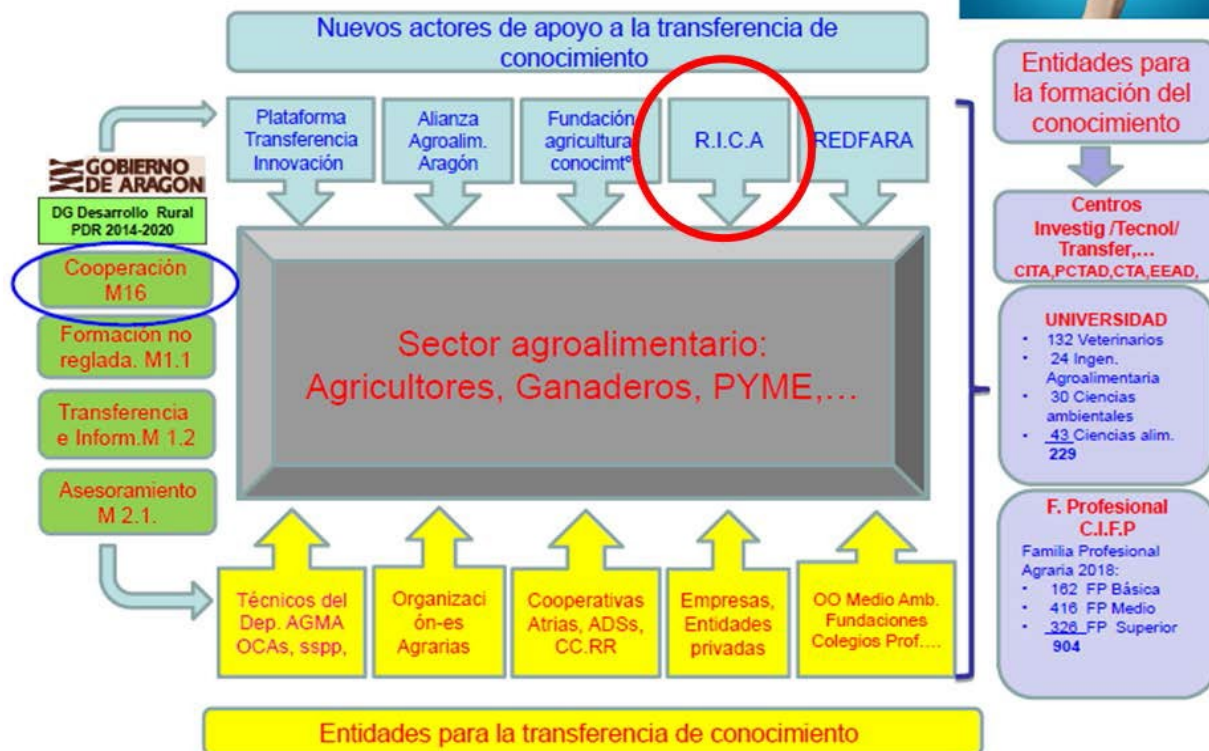 Nuevos actores de apoyo a la transferencia de
conocimiento
Plataforma
Transferencia
Innovación
Alianza
Agroalim.
Aragón
Fundación
agricultura
conocimtº
R.I.C.A
REDFARA
GOBIERNO
DE ARAGON
DG Desarrollo Rural
PDR 2014-2020
Cooperación
M16
Formación no
reglada. M1.1
Transferencia
e Inform.M 1.2
Asesoramiento
M 2.1.
Sector agroalimentario:
Agricultores, Ganaderos, PYME,...
Técnicos del
Dep. AGMA
OCAs, sspp,
Organizaci
ón-es
Agrarias
Cooperativas
Atrias, ADSs,
CC.RR
Empresas,
Entidades
privadas
OO Medio Amb.
Fundaciones
Colegios Prof....
Entidades para la transferencia de conocimiento
Entidades para
la formación del
conocimiento
Centros
Investig /Tecnol/
Transfer,...
CITA,PCTAD,CTA,EEAD,
UNIVERSIDAD
• 132 Veterinarios
• 24 Ingen.
Agroalimentaria
• 30 Ciencias
ambientales
• 43 Ciencias alim.
229
F. Profesional
C.I.F.P
Familia Profesional
Agraria 2018:
• 162 FP Básica
• 416 FP Medio
• 326 FP Superior
904